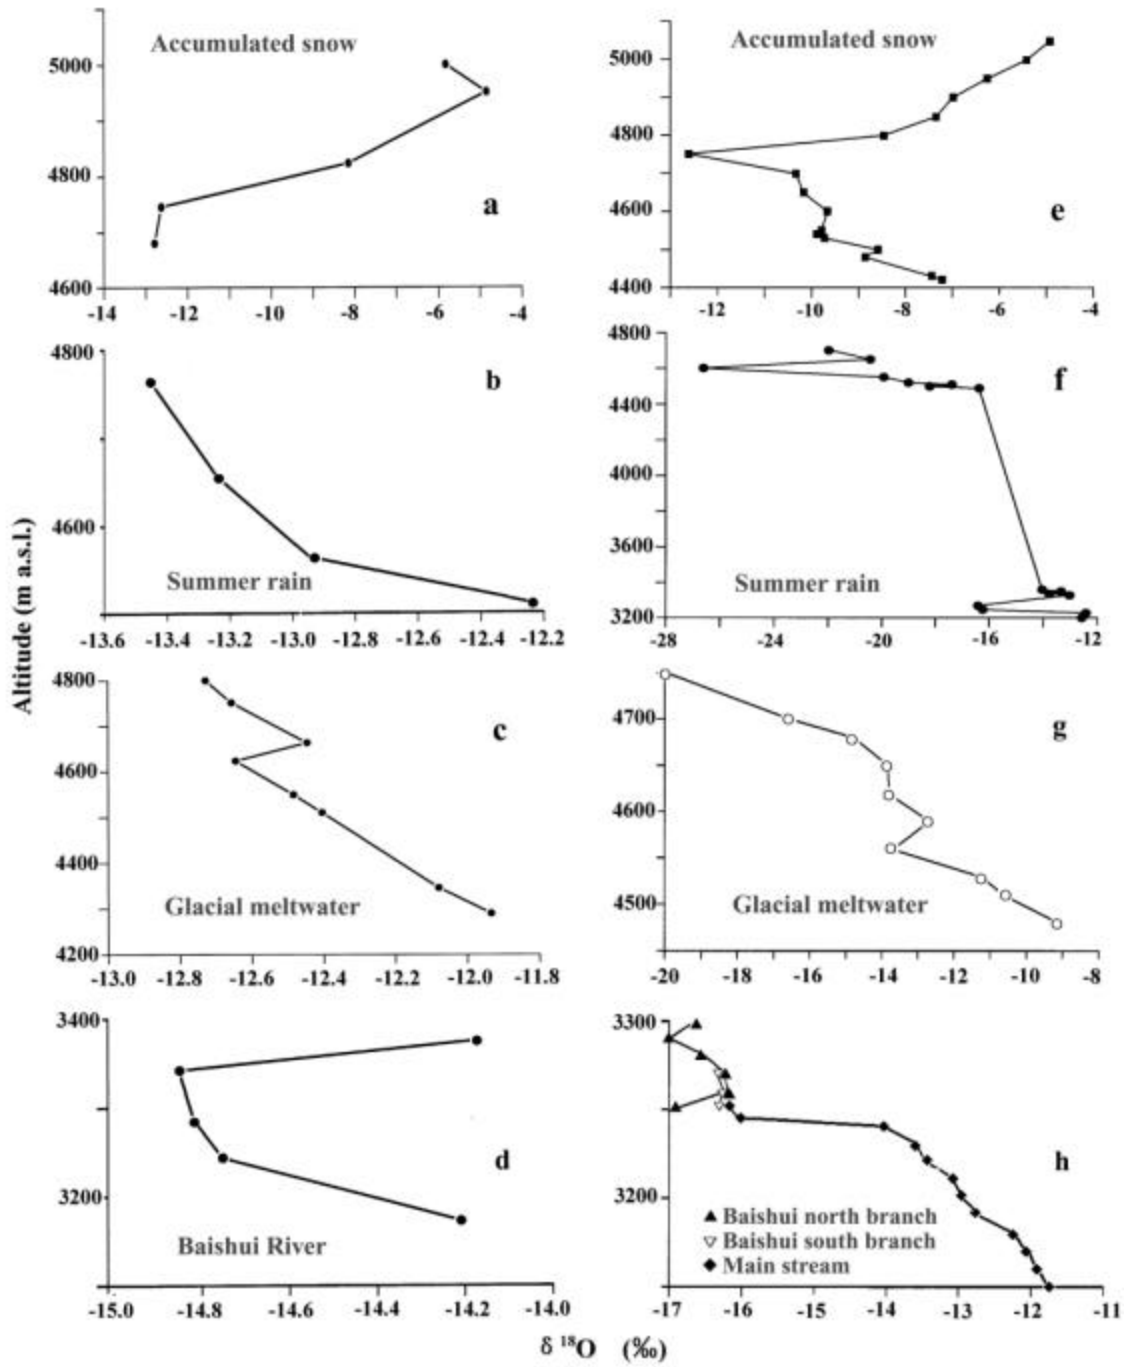 Accumulated snow
5000
4800
4600
a
-14 -12 -10 -8 -6 -4
Accumulated snow
5000
4800
4600
4400
e
-12 -10 -8 -6 -4
4800
4600
b
Summer rain
-13.6 -13.4 -13.2 -13.0 -12.8 -12.6 -12.4 -12.2
4800
4400
4000
3600
3200
f
Summer rain
-28 -24 -20 -16 -12
Altitude (m a.s.l.)
4800
4600
4400
4200
c
Glacial meltwater
-13.0 -12.8 -12.6 -12.4 -12.2 -12.0 -11.8
4700
4600
4500
g
Glacial meltwater
-20 -18 -16 -14 -12 -10 -8
3400
3200
d
Baishui River
-15.0 -14.8 -14.6 -14.4 -14.2 -14.0
3300
3200
h
Baishui north branch
Baishui south branch
Main stream
-17 -16 -15 -14 -13 -12 -11
δ ¹⁸O (‰)